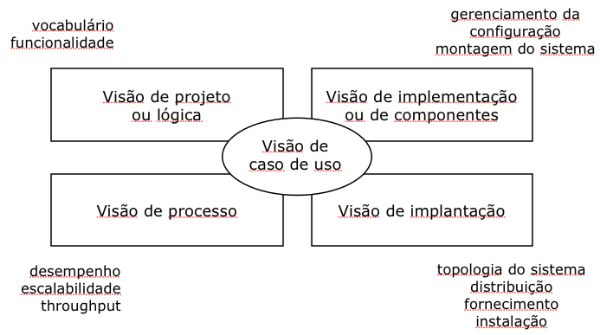 vocabulário
funcionalidade
gerenciamento da
configuração
montagem do sistema
Visão de projeto
ou lógica
Visão de implementação
ou de componentes
Visão de
caso de uso
Visão de processo
Visão de implantação
desempenho
escalabilidade
throughput
topologia do sistema
distribuição
fornecimento
instalação